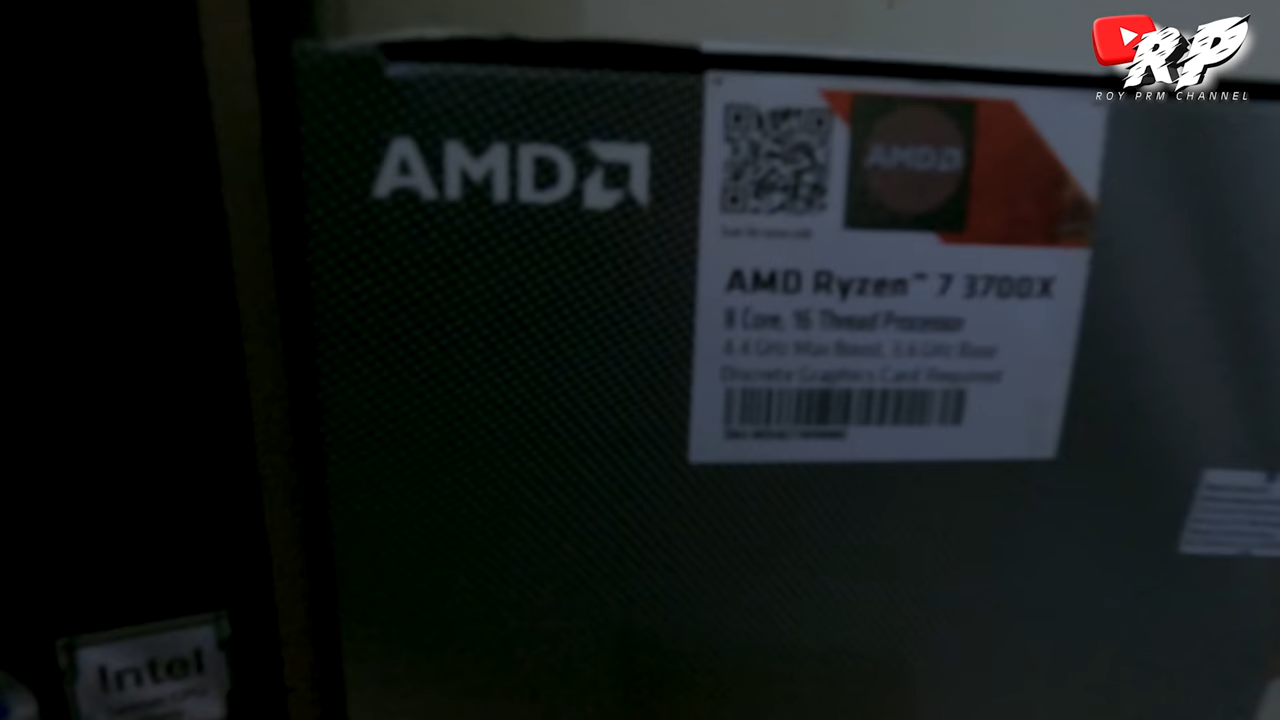 RP
ROY PRM CHANNEL
AMD
AMD
AMD Ryzen™ 7 3700X
8 Core, 16 Thread Processor
4.4 GHz Max Boost, 3.6 GHz Base
Discrete Graphics Card Required
Intel